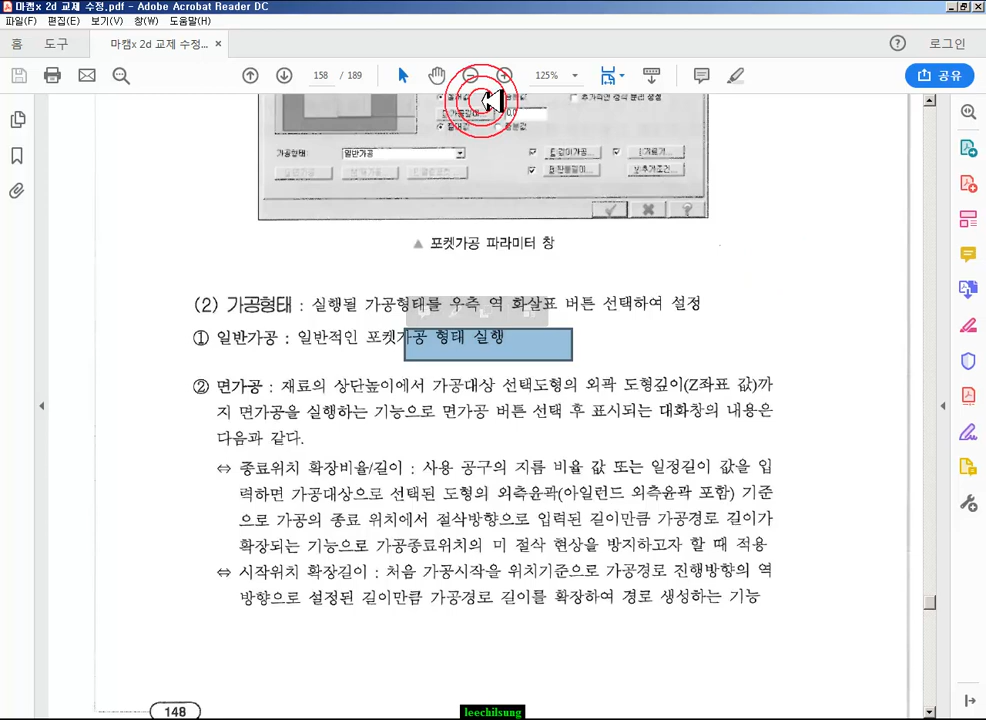 마캠x 2d 교제 수정.pdf - Adobe Acrobat Reader DC
파일(F) 편집(E) 보기(V) 창(W) 도움말(H)
홈 도구 마캠x 2d 교제 수정... × 로그인
158 / 189 125% 공유
가공형태: 일반가공
▲ 포켓가공 파라미터 창
(2) 가공형태 : 실행될 가공형태를 우측 역 화살표 버튼 선택하여 설정
① 일반가공 : 일반적인 포켓가공 형태 실행
② 면가공 : 재료의 상단높이에서 가공대상 선택도형의 외곽 도형깊이(Z좌표 값)까
지 면가공을 실행하는 기능으로 면가공 버튼 선택 후 표시되는 대화창의 내용은
다음과 같다.
⇔ 종료위치 확장비율/길이 : 사용 공구의 지름 비율 값 또는 일정길이 값을 입
력하면 가공대상으로 선택된 도형의 외측윤곽(아일런드 외측윤곽 포함) 기준
으로 가공의 종료 위치에서 절삭방향으로 입력된 길이만큼 가공경로 길이가
확장되는 기능으로 가공종료위치의 미 절삭 현상을 방지하고자 할 때 적용
⇔ 시작위치 확장길이 : 처음 가공시작을 위치기준으로 가공경로 진행방향의 역
방향으로 설정된 길이만큼 가공경로 길이를 확장하여 경로 생성하는 기능
148
leechilsung